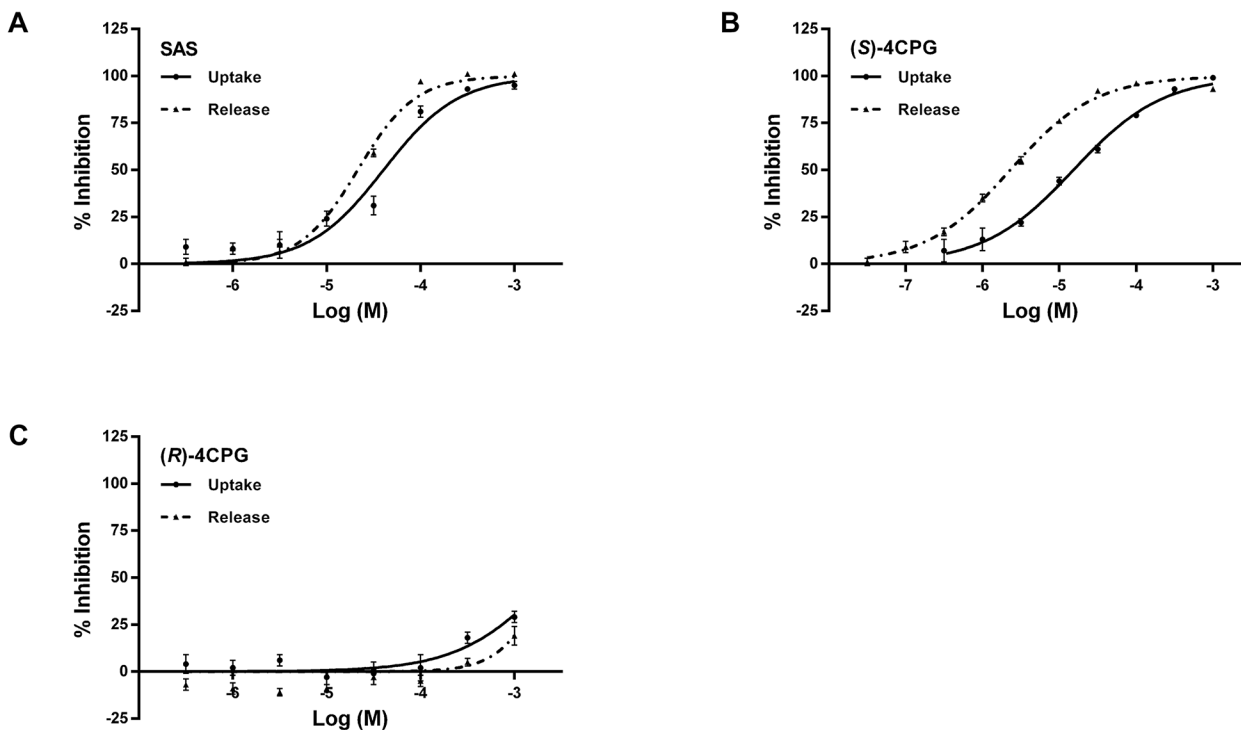 A
SAS
Uptake
Release
% Inhibition
125
100
75
50
25
0
-25
-6
-5
-4
-3
Log (M)
B
(S)-4CPG
Uptake
Release
% Inhibition
125
100
75
50
25
0
-25
-7
-6
-5
-4
-3
Log (M)
C
(R)-4CPG
Uptake
Release
% Inhibition
125
100
75
50
25
0
-25
-6
-5
-4
-3
Log (M)